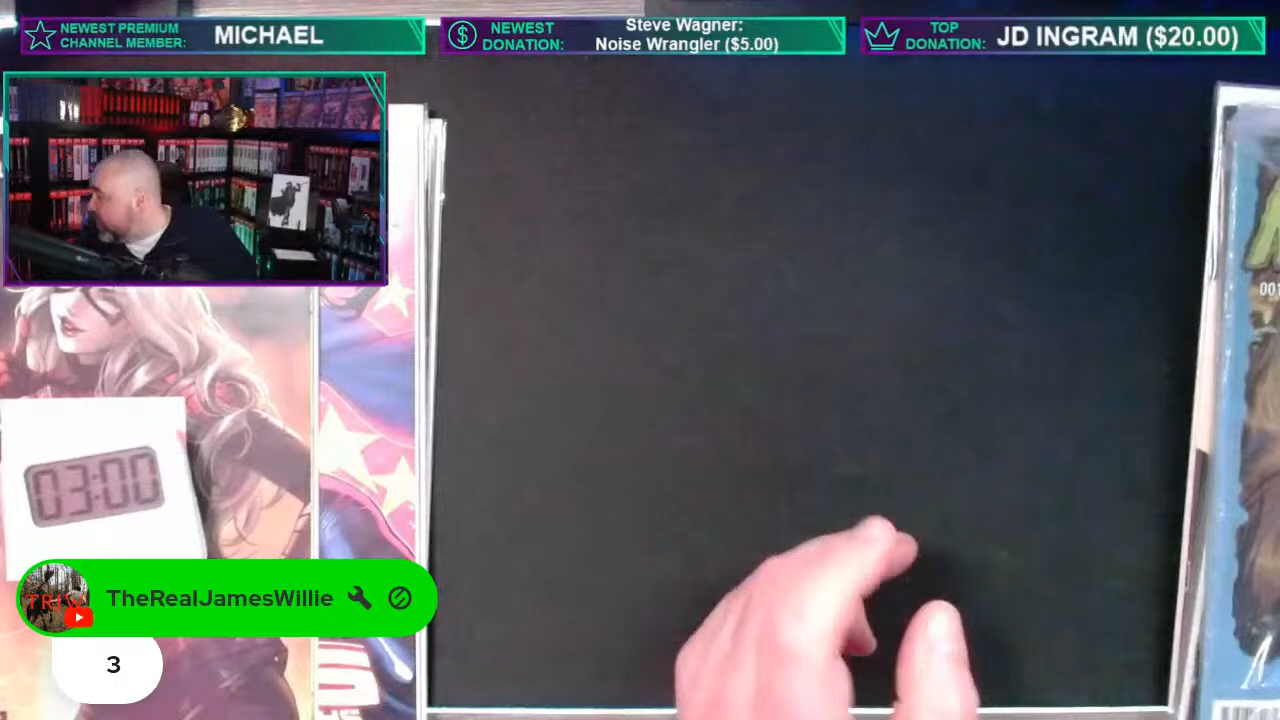 NEWEST PREMIUM
CHANNEL MEMBER:
MICHAEL
NEWEST
DONATION:
Steve Wagner:
Noise Wrangler ($5.00)
TOP
DONATION:
JD INGRAM ($20.00)
001
03:00
TheRealJamesWillie
3